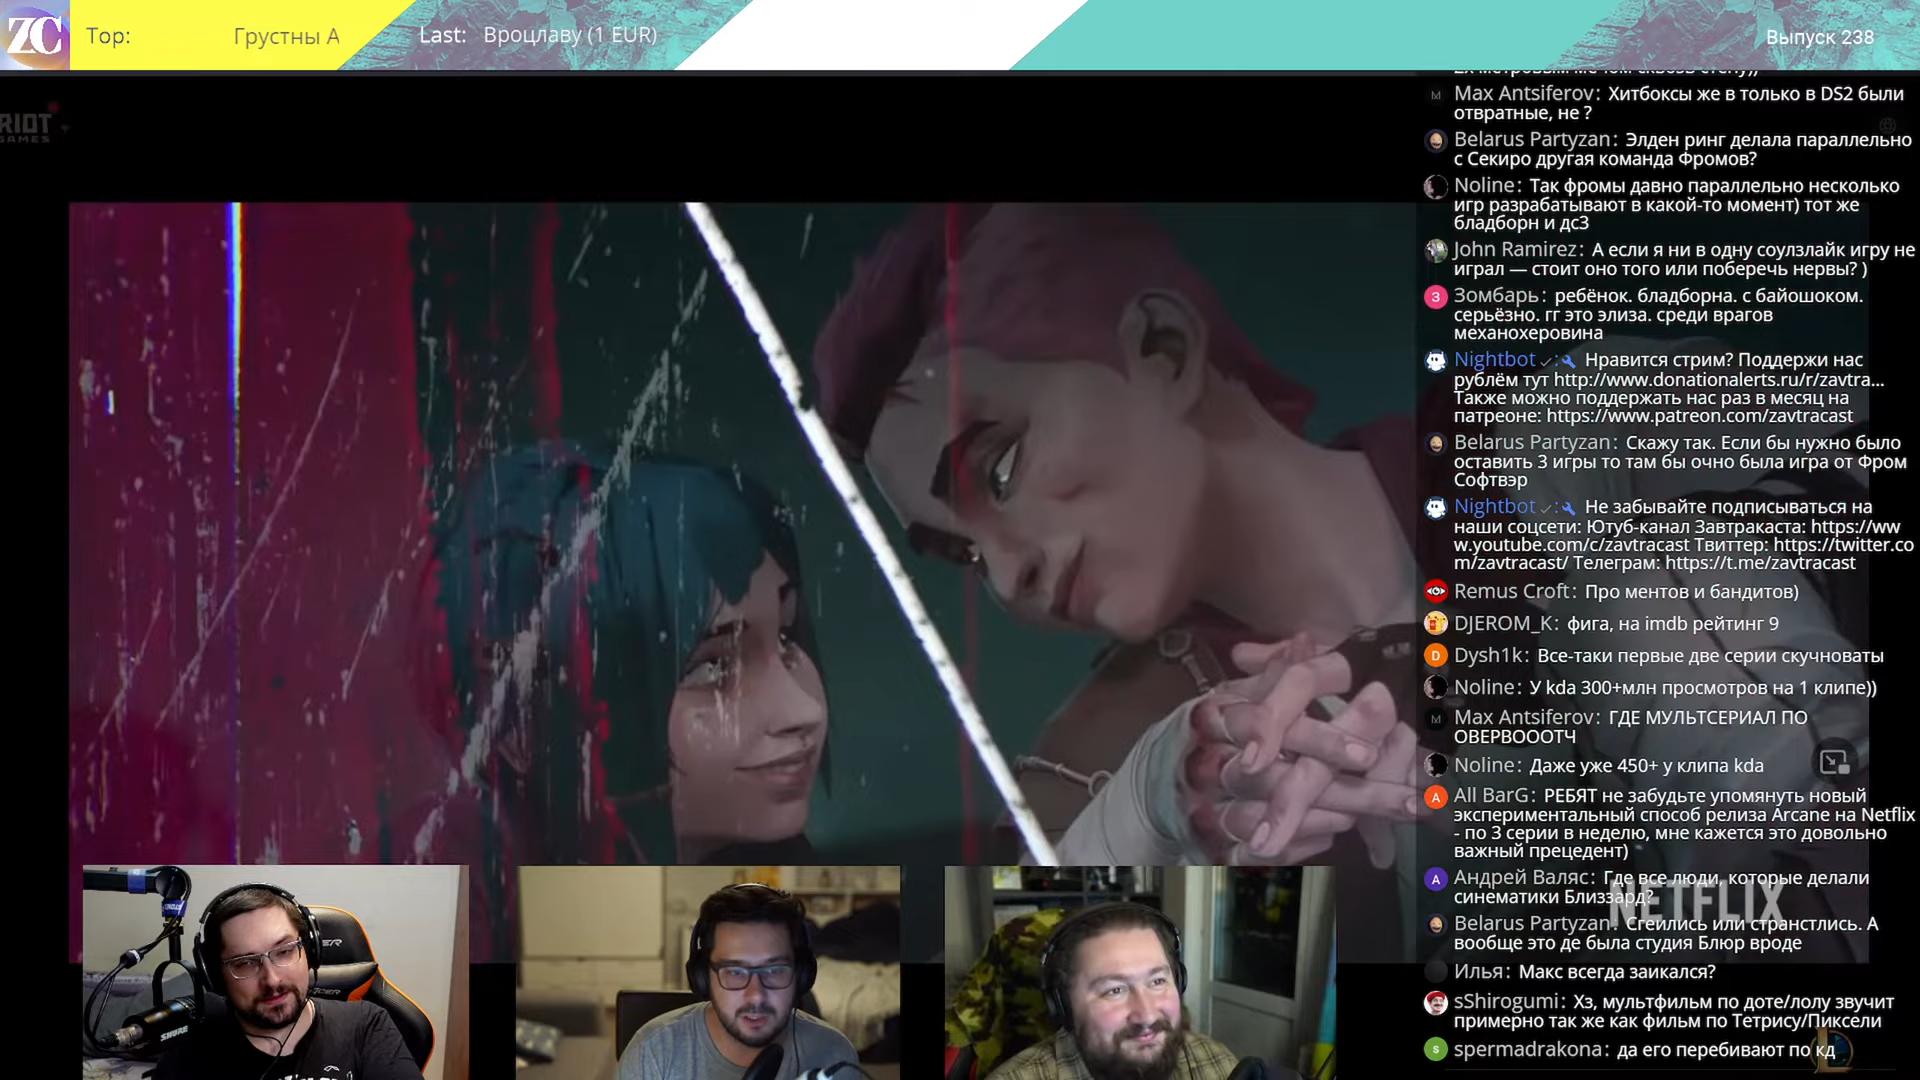 ZC
Top: Грустны А
Last: Вроцлаву (1 EUR)
Выпуск 238
RIOT
GAMES
Max Antsiferov: Хитбоксы же в только в DS2 были
отвратные, не ?
Belarus Partyzan: Элден ринг делала параллельно
с Секиро другая команда Фромов?
Noline: Так фромы давно параллельно несколько
игр разрабатывают в какой-то момент) тот же
бладборн и дс3
John Ramirez: А если я ни в одну соулзлайк игру не
играл — стоит оно того или поберечь нервы? )
З Зомбарь: ребёнок. бладборна. с байошоком.
серьёзно. гг это элиза. среди врагов
механохеровина
Nightbot: Нравится стрим? Поддержи нас
рублём тут http://www.donationalerts.ru/r/zavtra...
Также можно поддержать нас раз в месяц на
патреоне: https://www.patreon.com/zavtracast
Belarus Partyzan: Скажу так. Если бы нужно было
оставить 3 игры то там бы очно была игра от Фром
Софтвэр
Nightbot: Не забывайте подписываться на
наши соцсети: Ютуб-канал Завтракаста: https://ww
w.youtube.com/c/zavtracast Твиттер: https://twitter.co
m/zavtracast/ Телеграм: https://t.me/zavtracast
Remus Croft: Про ментов и бандитов)
DJEROM_K: фига, на imdb рейтинг 9
D Dysh1k: Все-таки первые две серии скучноваты
Noline: У kda 300+млн просмотров на 1 клипе))
Max Antsiferov: ГДЕ МУЛЬТСЕРИАЛ ПО
ОВЕРВОООТЧ
Noline: Даже уже 450+ у клипа kda
A All BarG: РЕБЯТ не забудьте упомянуть новый
экспериментальный способ релиза Arcane на Netflix
- по 3 серии в неделю, мне кажется это довольно
важный прецедент)
А Андрей Валяс: Где все люди, которые делали
синематики Близзард?
NETFLIX
Belarus Partyzan: Сгеились или странстлись. А
вообще это де была студия Блюр вроде
Илья: Макс всегда заикался?
sShirogumi: Хз, мультфильм по доте/лолу звучит
примерно так же как фильм по Тетрису/Пиксели
s spermadrakona: да его перебивают по кд
SHURE